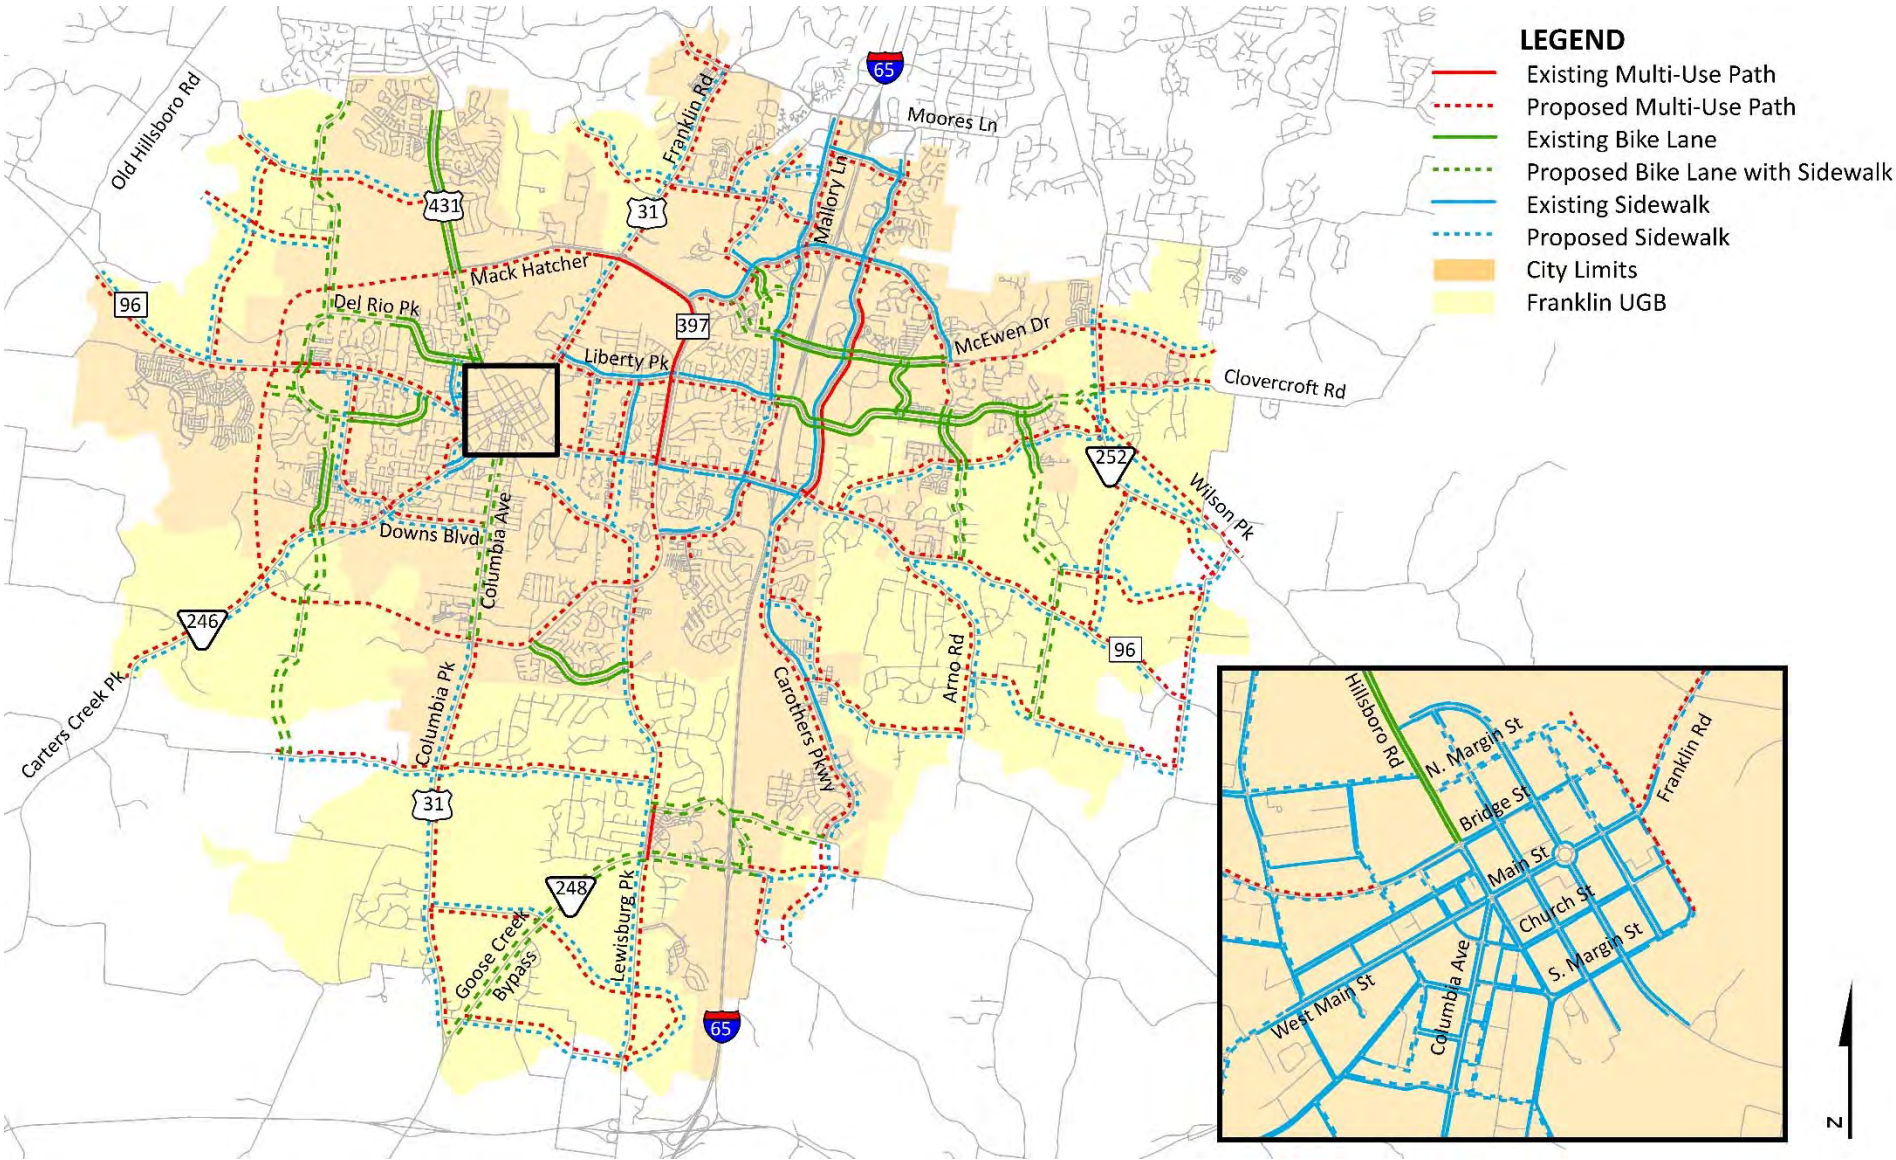 LEGEND
Existing Multi-Use Path
Proposed Multi-Use Path
Existing Bike Lane
Proposed Bike Lane with Sidewalk
Existing Sidewalk
Proposed Sidewalk
City Limits
Franklin UGB
65
Moores Ln
Old Hillsboro Rd
Franklin Rd
Mallory Ln
431
31
Mack Hatcher
96
Del Rio Pk
397
McEwen Dr
Liberty Pk
Clovercroft Rd
252
Wilson Pk
Downs Blvd
Columbia Ave
246
96
Arno Rd
Carters Creek Pk
Columbia Pk
Carothers Pkwy
31
248
Goose Creek
Bypass
Lewisburg Pk
65
Hillsboro Rd
N. Margin St
Franklin Rd
Bridge St
Main St
Church St
S. Margin St
Columbia Ave
West Main St
N